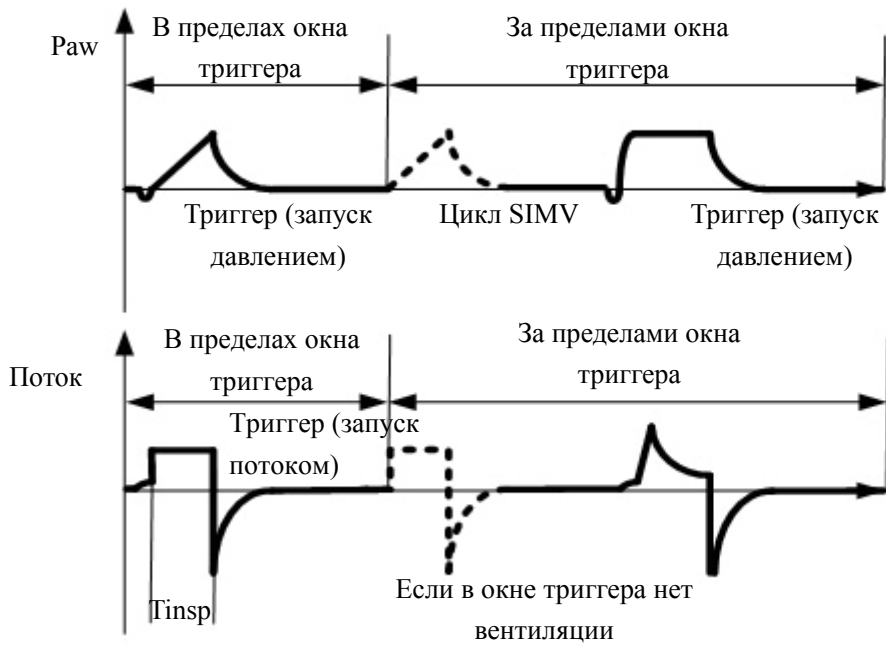 Paw
В пределах окна
триггера
За пределами окна
триггера
Триггер (запуск
давлением)
Цикл SIMV
Триггер (запуск
давлением)
Поток
В пределах окна
триггера
За пределами окна
триггера
Триггер (запуск
потоком)
Tinsp
Если в окне триггера нет
вентиляции